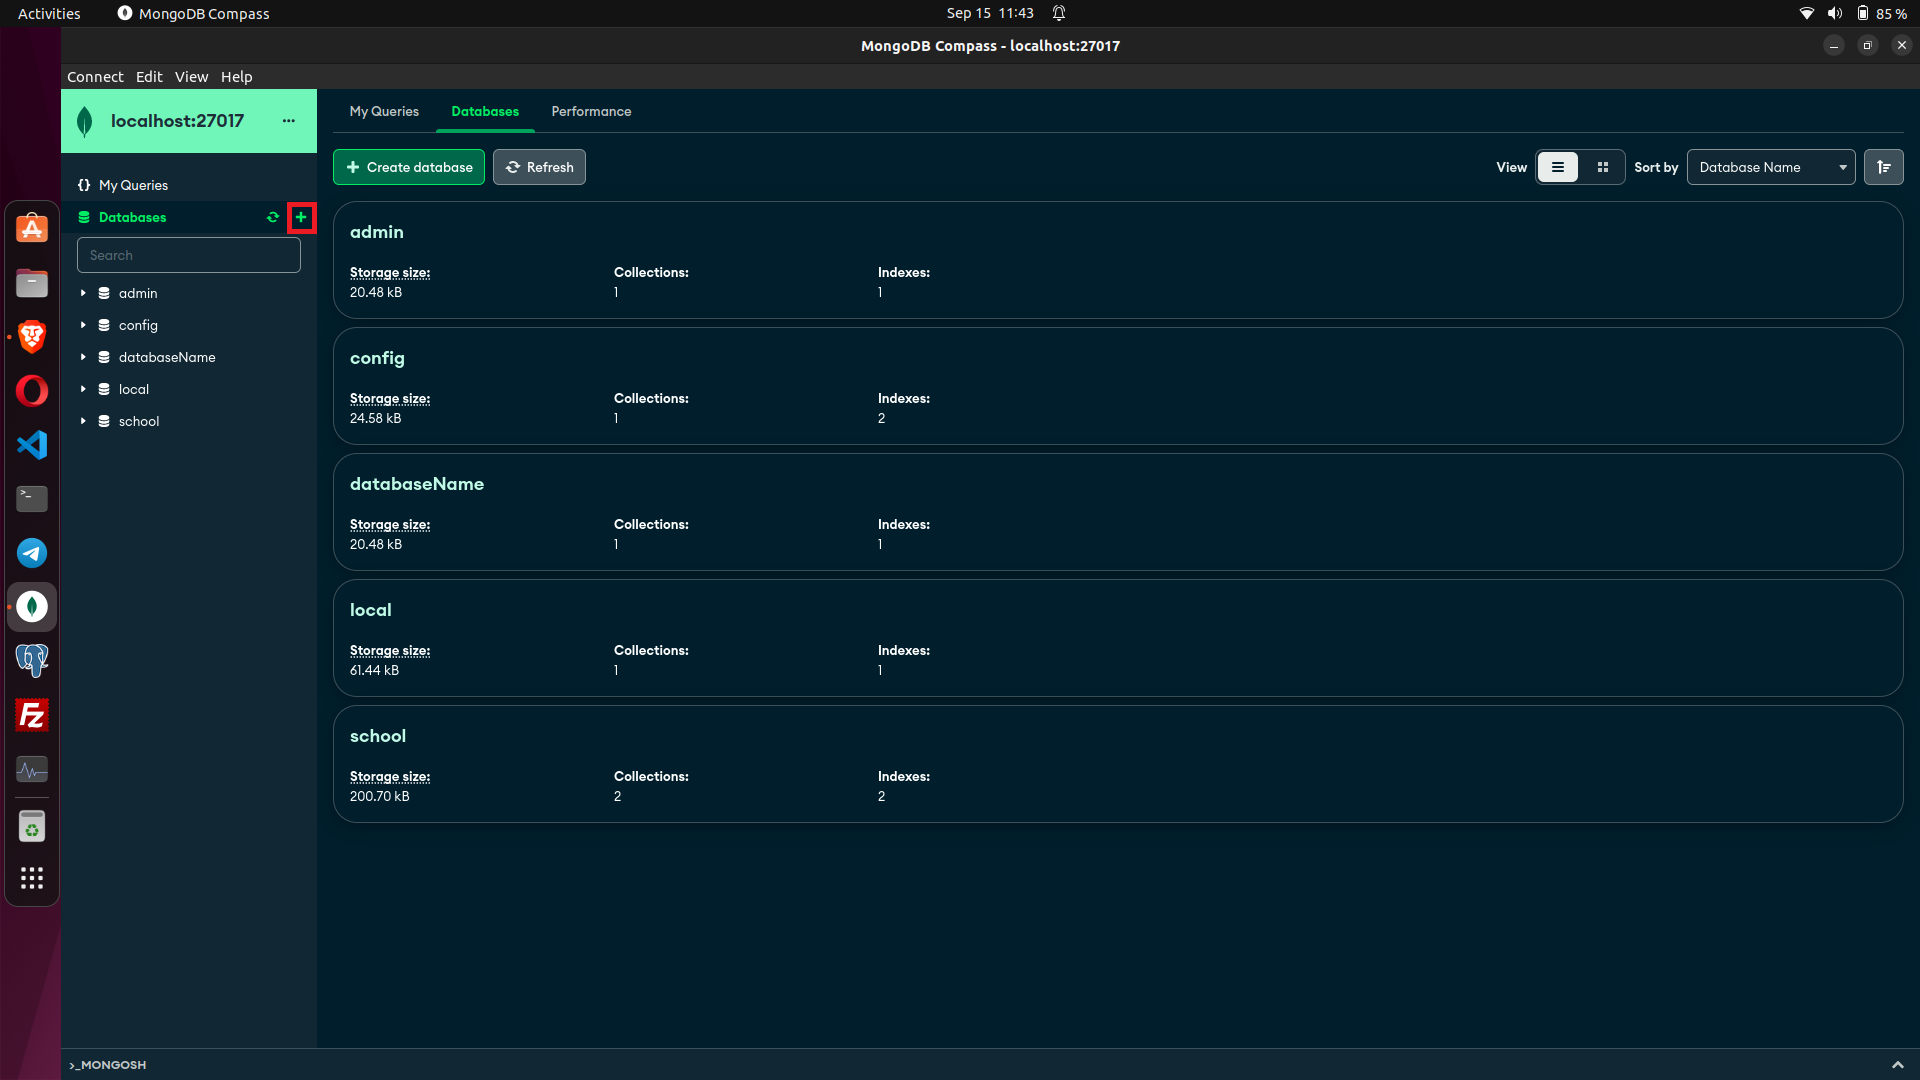 Activities MongoDB Compass Sep 15 11:43 85 %
MongoDB Compass - localhost:27017
Connect Edit View Help
localhost:27017 ...
My Queries Databases Performance
{} My Queries
Databases
Search
admin
config
databaseName
local
school
+ Create database Refresh View Sort by Database Name
admin
Storage size: Collections: Indexes:
20.48 kB 1 1
config
Storage size: Collections: Indexes:
24.58 kB 1 2
databaseName
Storage size: Collections: Indexes:
20.48 kB 1 1
local
Storage size: Collections: Indexes:
61.44 kB 1 1
school
Storage size: Collections: Indexes:
200.70 kB 2 2
>_MONGOSH